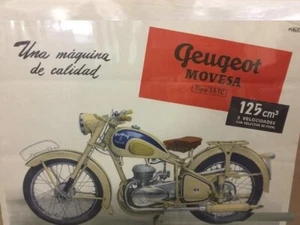 Una máquina
de calidad
Peugeot
MOVESA
125 cm³
3 VELOCIDADES